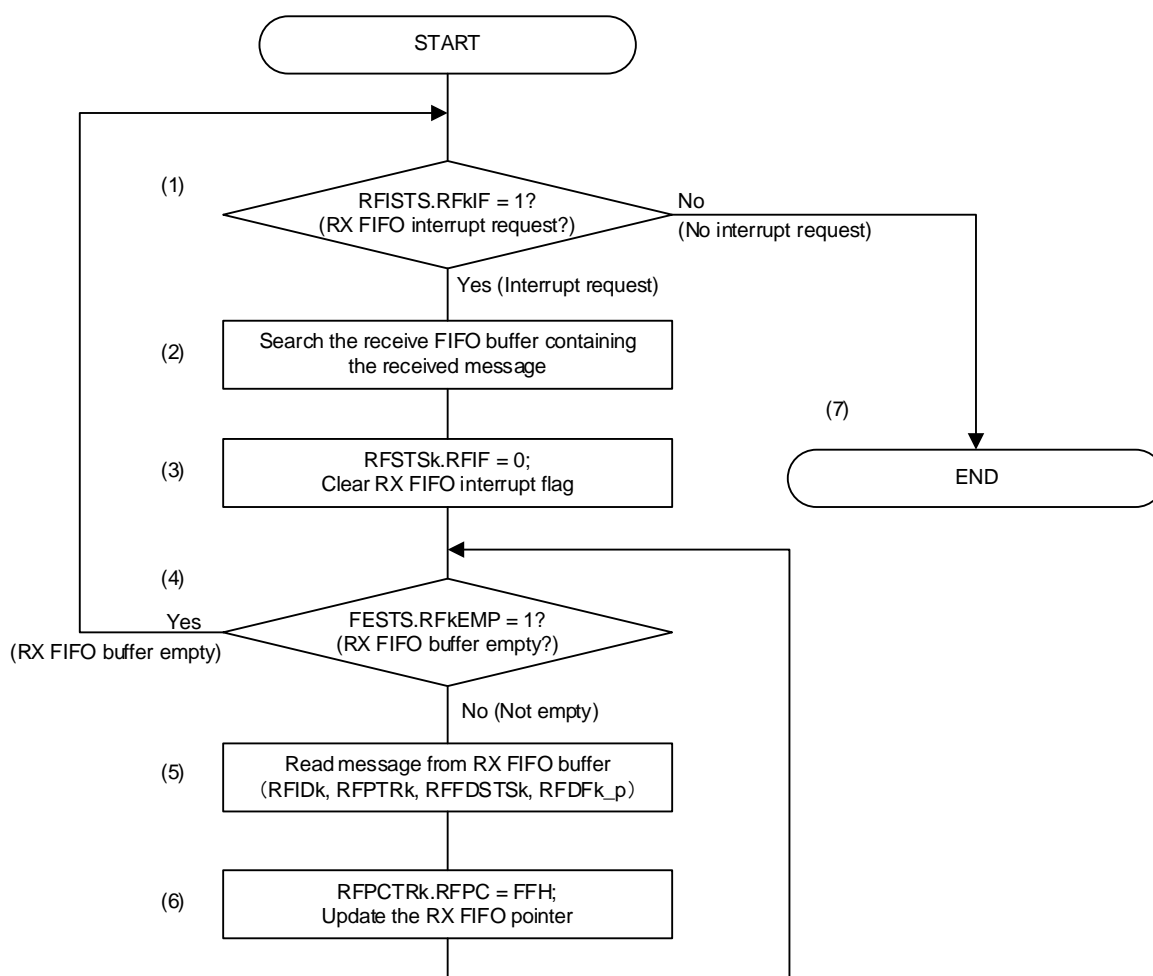 START
(1)
RFISTS.RFkIF = 1?
(RX FIFO interrupt request?)
No
(No interrupt request)
Yes (Interrupt request)
(2)
Search the receive FIFO buffer containing
the received message
(3)
RFSTSk.RFIF = 0;
Clear RX FIFO interrupt flag
(7)
END
(4)
FESTS.RFkEMP = 1?
(RX FIFO buffer empty?)
Yes
(RX FIFO buffer empty)
No (Not empty)
(5)
Read message from RX FIFO buffer
（RFIDk, RFPTRk, RFFDSTSk, RFDFk_p）
(6)
RFPCTRk.RFPC = FFH;
Update the RX FIFO pointer